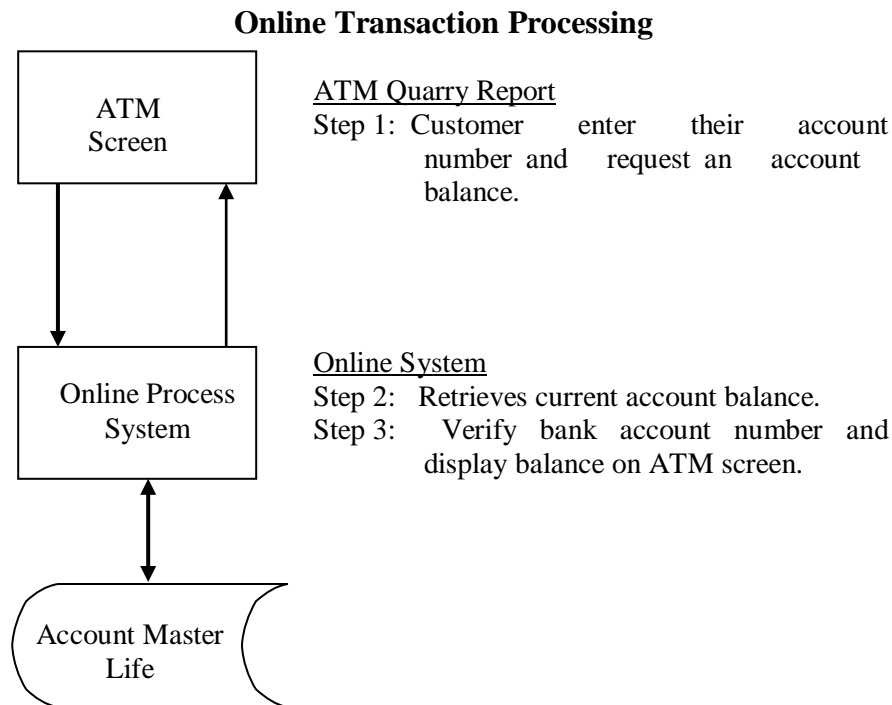 Online Transaction Processing
ATM
Screen
ATM Quarry Report
Step 1: Customer enter their account
number and request an account
balance.
Online Process
System
Online System
Step 2: Retrieves current account balance.
Step 3: Verify bank account number and
display balance on ATM screen.
Account Master
Life